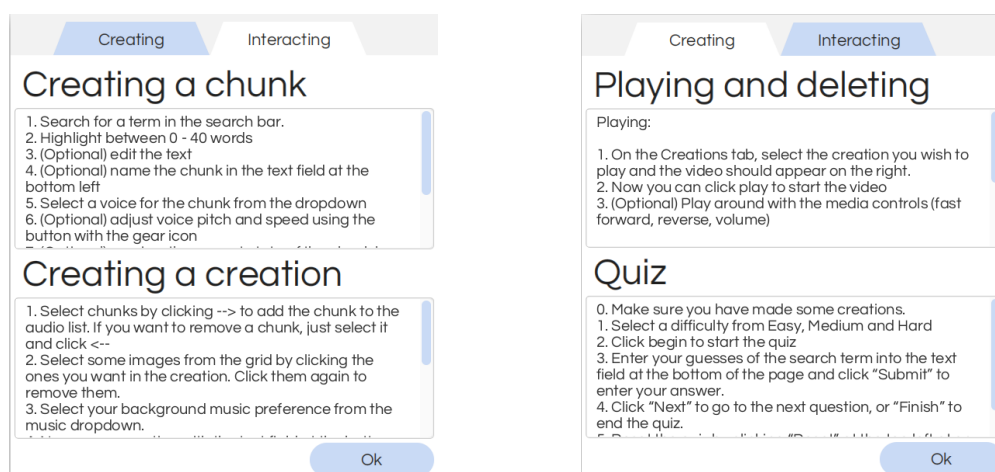 Creating
Interacting
Creating a chunk
1. Search for a term in the search bar.
2. Highlight between 0 - 40 words
3. (Optional) edit the text
4. (Optional) name the chunk in the text field at the
bottom left
5. Select a voice for the chunk from the dropdown
6. (Optional) adjust voice pitch and speed using the
button with the gear icon
Creating a creation
1. Select chunks by clicking --> to add the chunk to the
audio list. If you want to remove a chunk, just select it
and click <--
2. Select some images from the grid by clicking the
ones you want in the creation. Click them again to
remove them.
3. Select your background music preference from the
music dropdown.
Ok
Creating
Interacting
Playing and deleting
Playing:
1. On the Creations tab, select the creation you wish to
play and the video should appear on the right.
2. Now you can click play to start the video
3. (Optional) Play around with the media controls (fast
forward, reverse, volume)
Quiz
0. Make sure you have made some creations.
1. Select a difficulty from Easy, Medium and Hard
2. Click begin to start the quiz
3. Enter your guesses of the search term into the text
field at the bottom of the page and click “Submit” to
enter your answer.
4. Click “Next” to go to the next question, or “Finish” to
end the quiz.
Ok